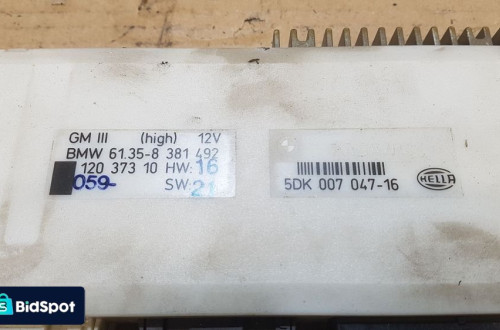 GM III (high) 12V
BMW 61.35-8 381 492
120 373 10 HW: 16
059- SW: 21
5DK 007 047-16
HELLA
BidSpot